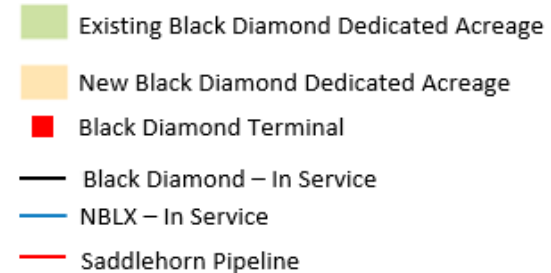 Existing Black Diamond Dedicated Acreage
New Black Diamond Dedicated Acreage
Black Diamond Terminal
Black Diamond – In Service
NBLX – In Service
Saddlehorn Pipeline